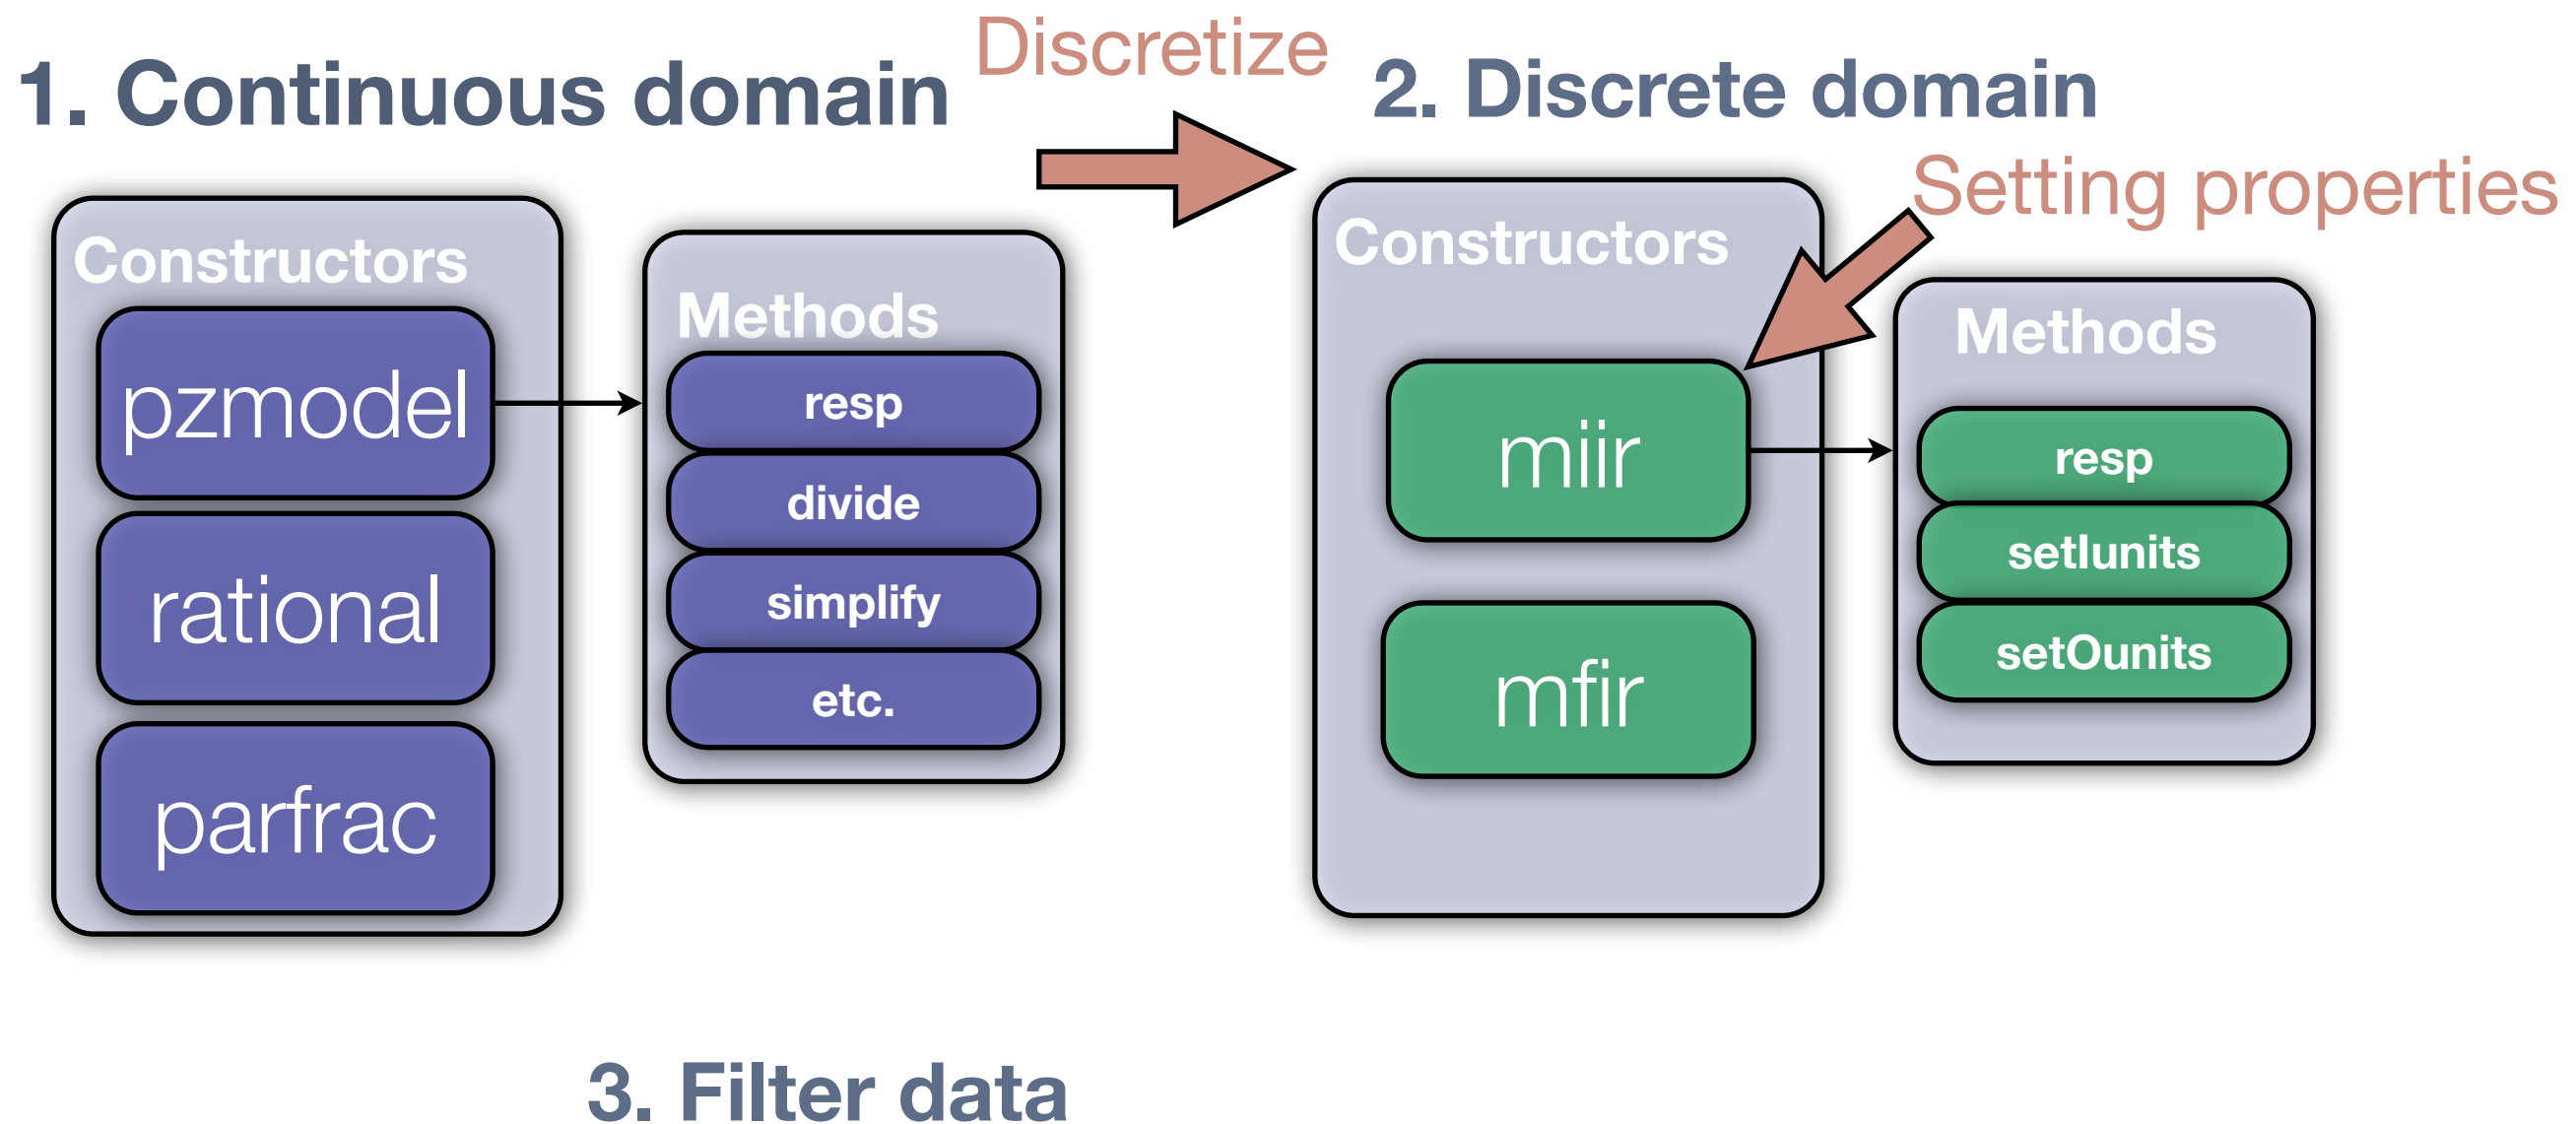 1. Continuous domain
Discretize
2. Discrete domain
Setting properties
Constructors
pzmodel
rational
parfrac
Methods
resp
divide
simplify
etc.
Constructors
miir
mfir
Methods
resp
setIunits
setOunits
3. Filter data